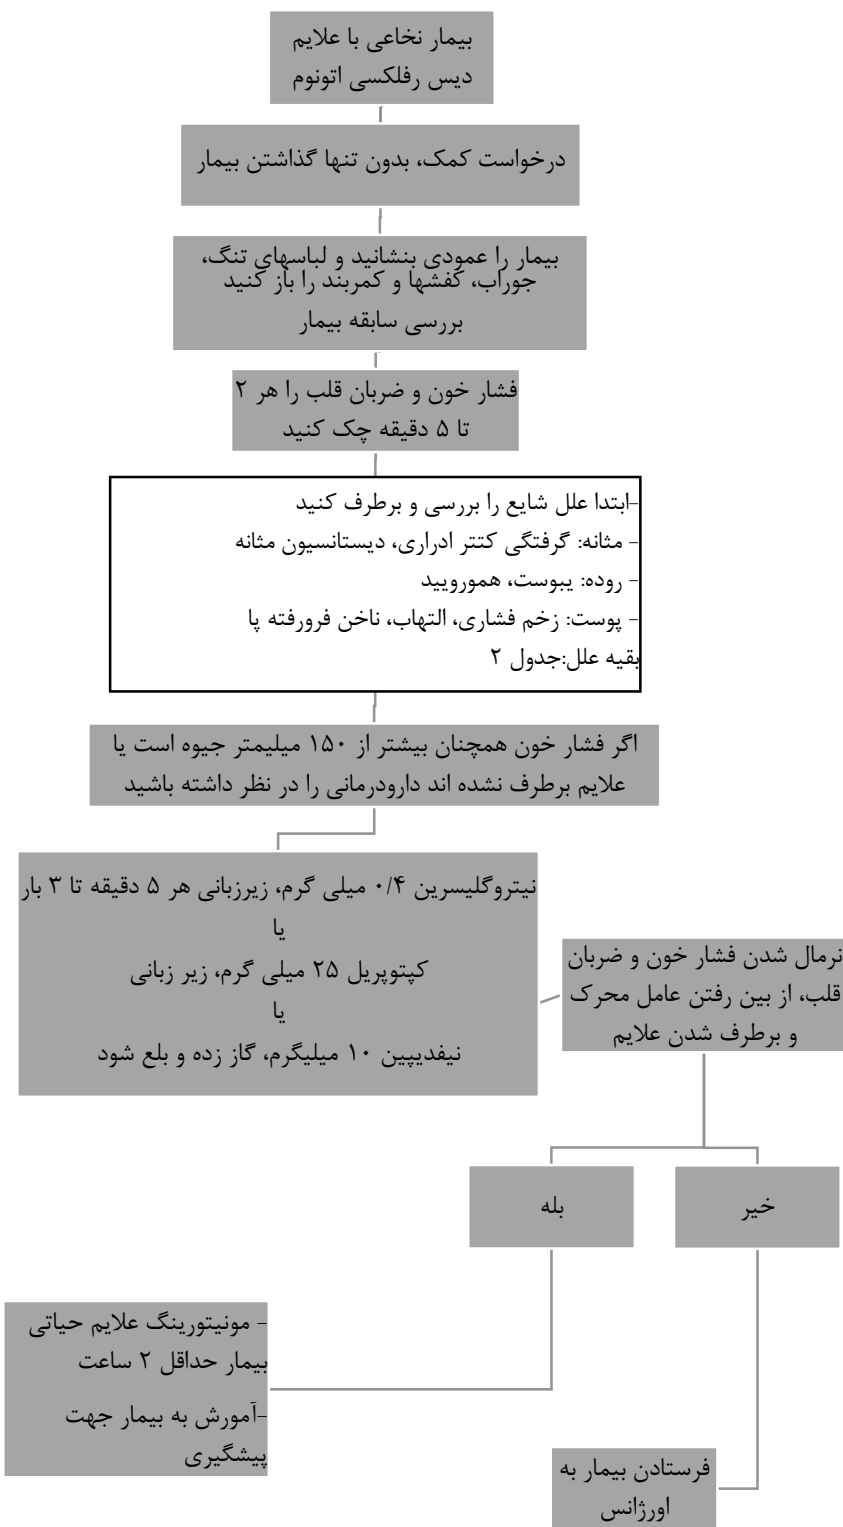 بیمار نخاعی با علایم
دیس رفلکسی اتونوم
درخواست کمک، بدون تنها گذاشتن بیمار
بیمار را عمودی بنشانید و لباسهای تنگ،
جوراب، کفشها و کمربند را باز کنید
بررسی سابقه بیمار
فشار خون و ضربان قلب را هر ۲
تا ۵ دقیقه چک کنید
-ابتدا علل شایع را بررسی و برطرف کنید
- مثانه: گرفتگی کتتر ادراری، دیستانسیون مثانه
- روده: یبوست، هموروييد
- پوست: زخم فشاری، التهاب، ناخن فرورفته پا
بقیه علل:جدول ۲
اگر فشار خون همچنان بیشتر از ۱۵۰ میلیمتر جیوه است یا
علایم برطرف نشده اند دارودرمانی را در نظر داشته باشید
نیتروگلیسرین ۰/۴ میلی گرم، زیرزبانی هر ۵ دقیقه تا ۳ بار
یا
کپتوپریل ۲۵ میلی گرم، زیر زبانی
یا
نیفدیپین ۱۰ میلیگرم، گاز زده و بلع شود
نرمال شدن فشار خون و ضربان
قلب، از بین رفتن عامل محرک
و برطرف شدن علایم
خیر
بله
- مونیتورینگ علایم حیاتی
بیمار حداقل ۲ ساعت
-آمورش به بیمار جهت
پیشگیری
فرستادن بیمار به
اورژانس